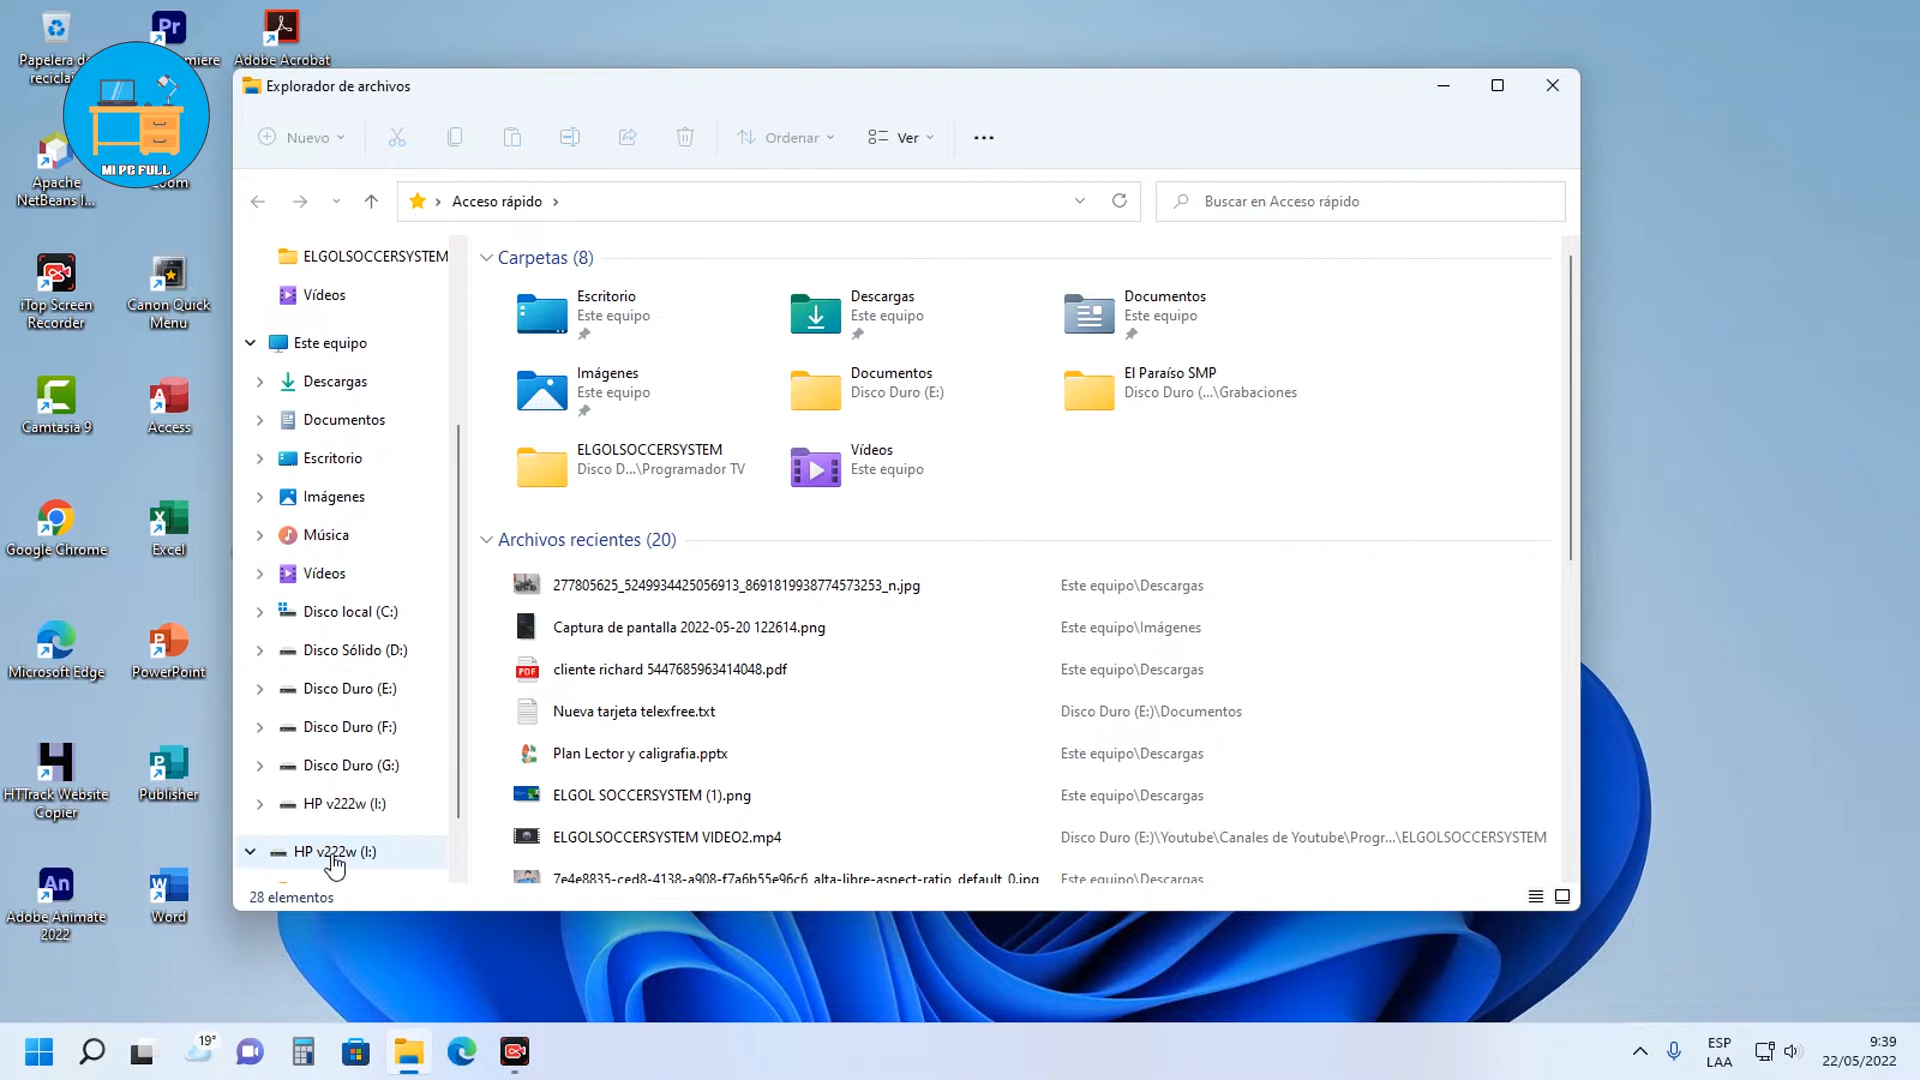 Papelera de
reciclaj
miere
Adobe Acrobat
MI PC FULL
Apache
NetBeans I...
Zoom
iTop Screen
Recorder
Canon Quick
Menu
Camtasia 9
Access
Google Chrome
Excel
Microsoft Edge
PowerPoint
HTTrack Website
Copier
Publisher
Adobe Animate
2022
Word
Explorador de archivos
Nuevo
Ordenar
Ver
Acceso rápido
Buscar en Acceso rápido
ELGOLSOCCERSYSTEM
Vídeos
Este equipo
Descargas
Documentos
Escritorio
Imágenes
Música
Vídeos
Disco local (C:)
Disco Sólido (D:)
Disco Duro (E:)
Disco Duro (F:)
Disco Duro (G:)
HP v222w (I:)
HP v222w (I:)
28 elementos
Carpetas (8)
Escritorio
Este equipo
Descargas
Este equipo
Documentos
Este equipo
Imágenes
Este equipo
Documentos
Disco Duro (E:)
El Paraíso SMP
Disco Duro (...\Grabaciones
ELGOLSOCCERSYSTEM
Disco D...\Programador TV
Vídeos
Este equipo
Archivos recientes (20)
277805625_5249934425056913_8691819938774573253_n.jpg Este equipo\Descargas
Captura de pantalla 2022-05-20 122614.png Este equipo\Imágenes
cliente richard 5447685963414048.pdf Este equipo\Descargas
Nueva tarjeta telexfree.txt Disco Duro (E:)\Documentos
Plan Lector y caligrafia.pptx Este equipo\Descargas
ELGOL SOCCERSYSTEM (1).png Este equipo\Descargas
ELGOLSOCCERSYSTEM VIDEO2.mp4 Disco Duro (E:)\Youtube\Canales de Youtube\Progr...\ELGOLSOCCERSYSTEM
7e4e8835-ced8-4138-a908-f7a6b55e96c6_alta-libre-aspect-ratio_default_0.jpg Este equipo\Descargas
19°
ESP
LAA
9:39
22/05/2022